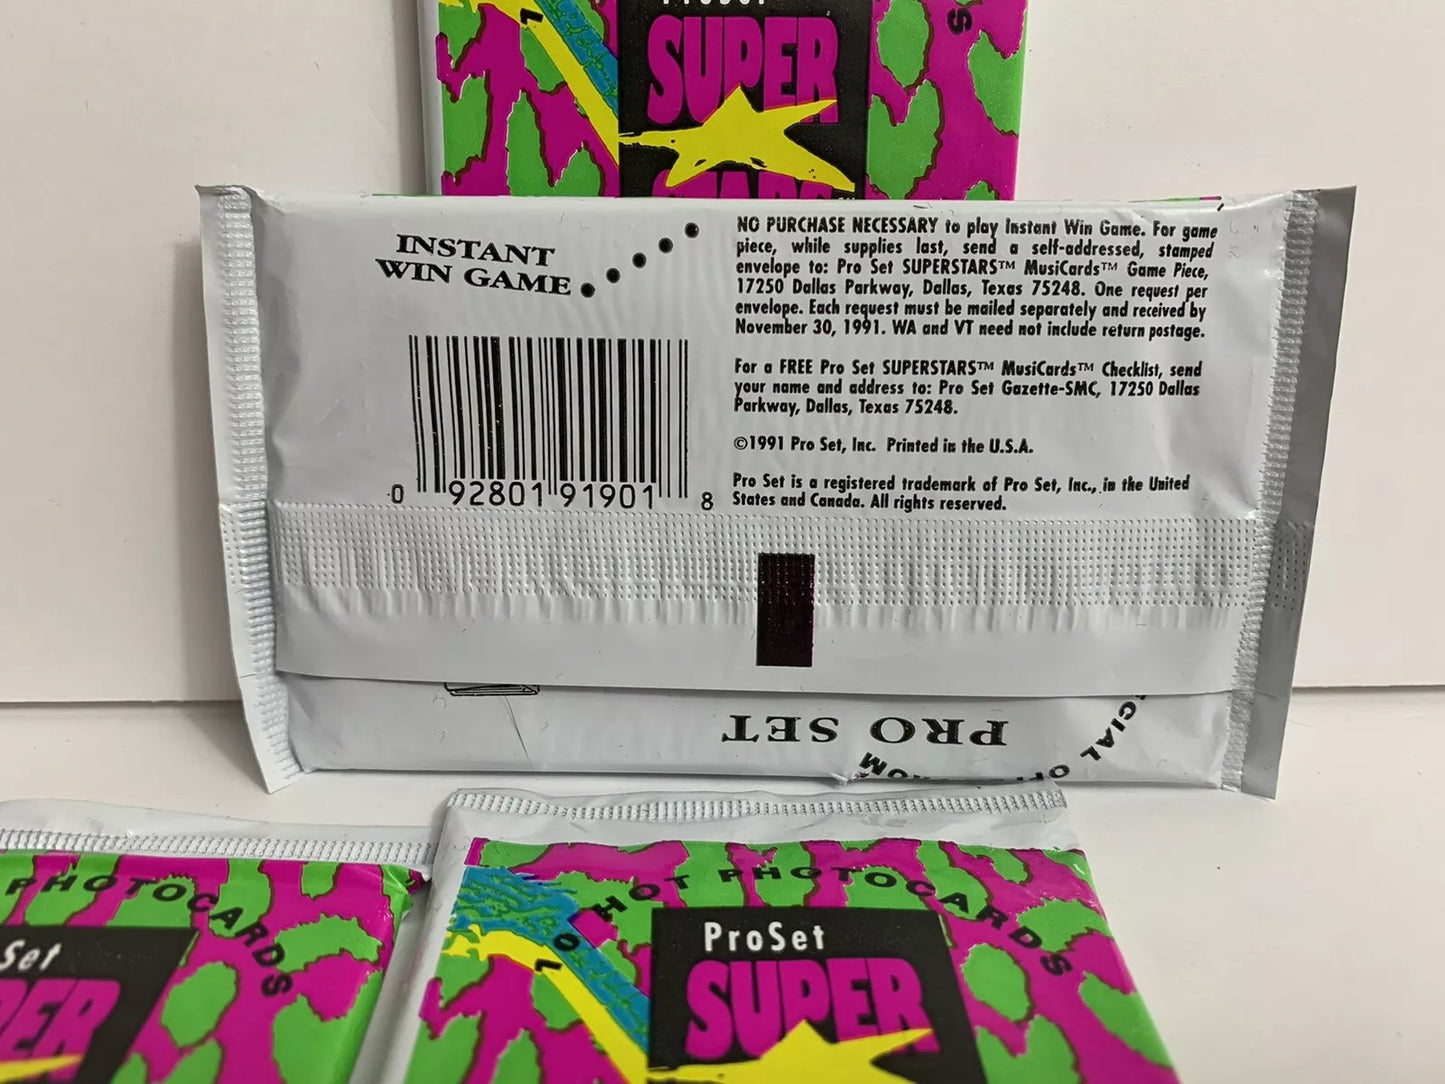 ProSet
SUPER
STARS™
S
L
INSTANT
WIN GAME
NO PURCHASE NECESSARY to play Instant Win Game. For game
piece, while supplies last, send a self-addressed, stamped
envelope to: Pro Set SUPERSTARS™ MusiCards™ Game Piece,
17250 Dallas Parkway, Dallas, Texas 75248. One request per
envelope. Each request must be mailed separately and received by
November 30, 1991. WA and VT need not include return postage.
For a FREE Pro Set SUPERSTARS™ MusiCards™ Checklist, send
your name and address to: Pro Set Gazette-SMC, 17250 Dallas
Parkway, Dallas, Texas 75248.
©1991 Pro Set, Inc. Printed in the U.S.A.
Pro Set is a registered trademark of Pro Set, Inc., in the United
States and Canada. All rights reserved.
0 92801 91901 8
PRO SET
PHOTOCARDS
Set
PER
L O HOT PHOTOCARDS
ProSet
SUPER